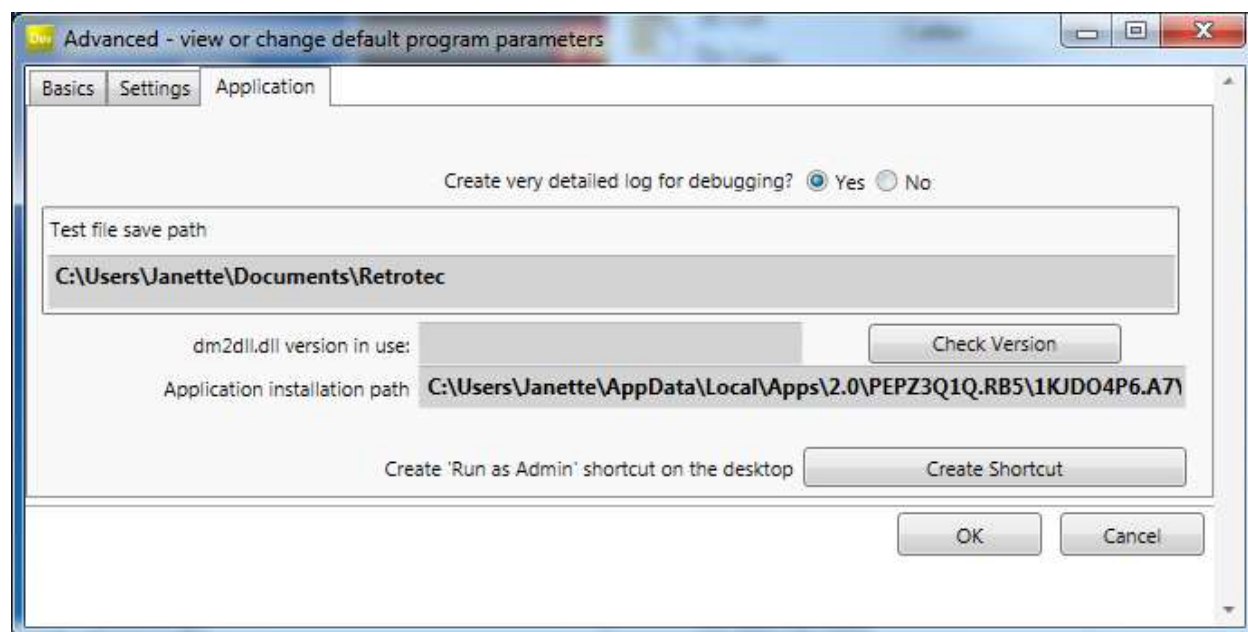 Advanced - view or change default program parameters
Basics Settings Application
Create very detailed log for debugging? Yes No
Test file save path
C:\Users\Janette\Documents\Retrotec
dm2dll.dll version in use: Check Version
Application installation path C:\Users\Janette\AppData\Local\Apps\2.0\PEPZ3Q1Q.RB5\1KJDO4P6.A7
Create 'Run as Admin' shortcut on the desktop Create Shortcut
OK Cancel